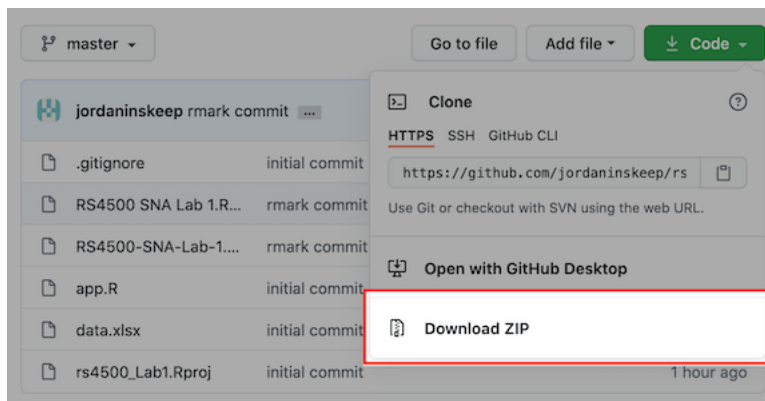 master
Go to file
Add file
Code
jordaninskeep rmark commit ...
Clone
HTTPS SSH GitHub CLI
https://github.com/jordaninskeep/rs
Use Git or checkout with SVN using the web URL.
.gitignore initial commit
RS4500 SNA Lab 1.R... rmark commit
RS4500-SNA-Lab-1.... rmark commit
Open with GitHub Desktop
app.R initial commit
Download ZIP
data.xlsx initial commit
rs4500_Lab1.Rproj initial commit 1 hour ago